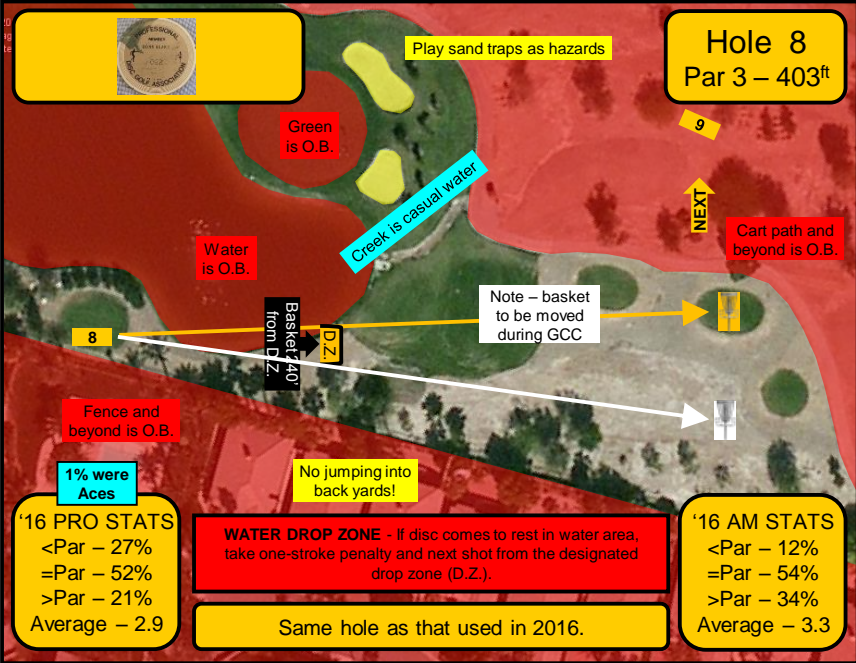 PROFESSIONAL
MEMBER
DISC GOLF ASSOCIATION
Play sand traps as hazards
Hole 8
Par 3 – 403ft
Green
is O.B.
9
NEXT
Creek is casual water
Cart path and
beyond is O.B.
Water
is O.B.
Note – basket
to be moved
during GCC
8
Basket 240'
from D.Z.
D.Z.
Fence and
beyond is O.B.
No jumping into
back yards!
1% were
Aces
‘16 PRO STATS
<Par – 27%
=Par – 52%
>Par – 21%
Average – 2.9
WATER DROP ZONE - If disc comes to rest in water area,
take one-stroke penalty and next shot from the designated
drop zone (D.Z.).
Same hole as that used in 2016.
‘16 AM STATS
<Par – 12%
=Par – 54%
>Par – 34%
Average – 3.3